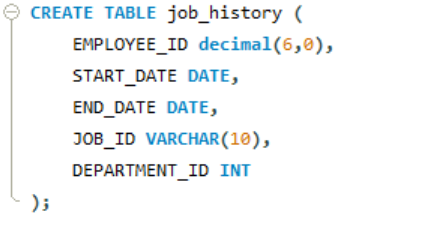 CREATE TABLE job_history (
EMPLOYEE_ID decimal(6,0),
START_DATE DATE,
END_DATE DATE,
JOB_ID VARCHAR(10),
DEPARTMENT_ID INT
);